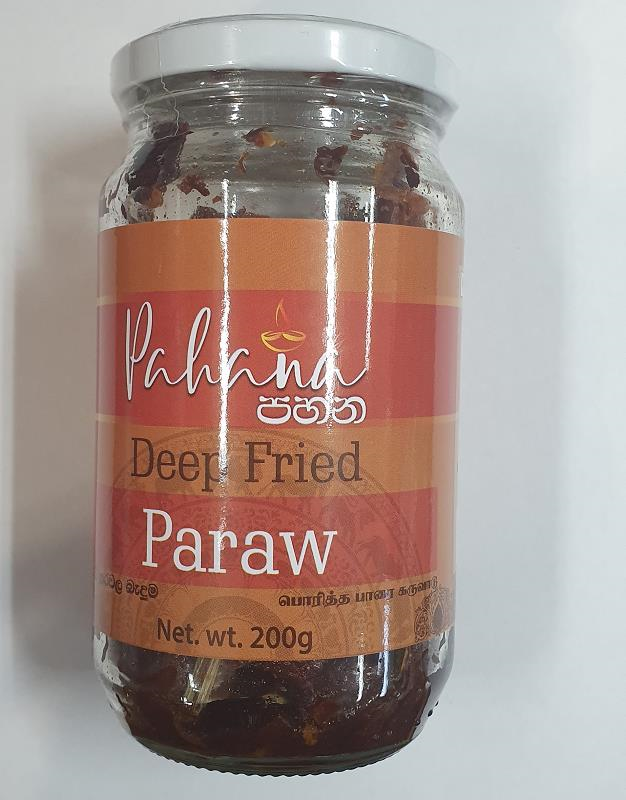 Pahana
පහන
Deep Fried
Paraw
බැදුම
பொரித்த பாரை கருவாடு
Net. wt. 200g